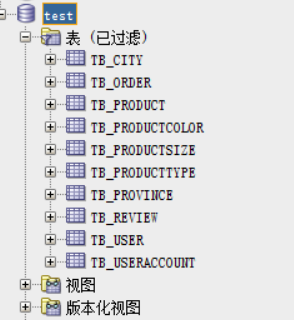 test
表 (已过滤)
TB_CITY
TB_ORDER
TB_PRODUCT
TB_PRODUCTCOLOR
TB_PRODUCTSIZE
TB_PRODUCTTYPE
TB_PROVINCE
TB_REVIEW
TB_USER
TB_USERACCOUNT
视图
版本化视图